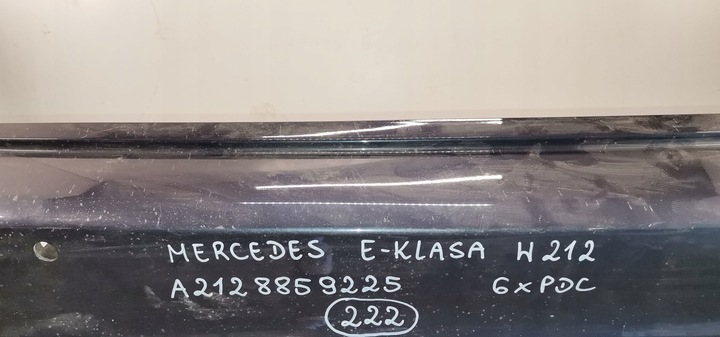 MERCEDES E-KLASA W212
A2128859225 6xPDC
222